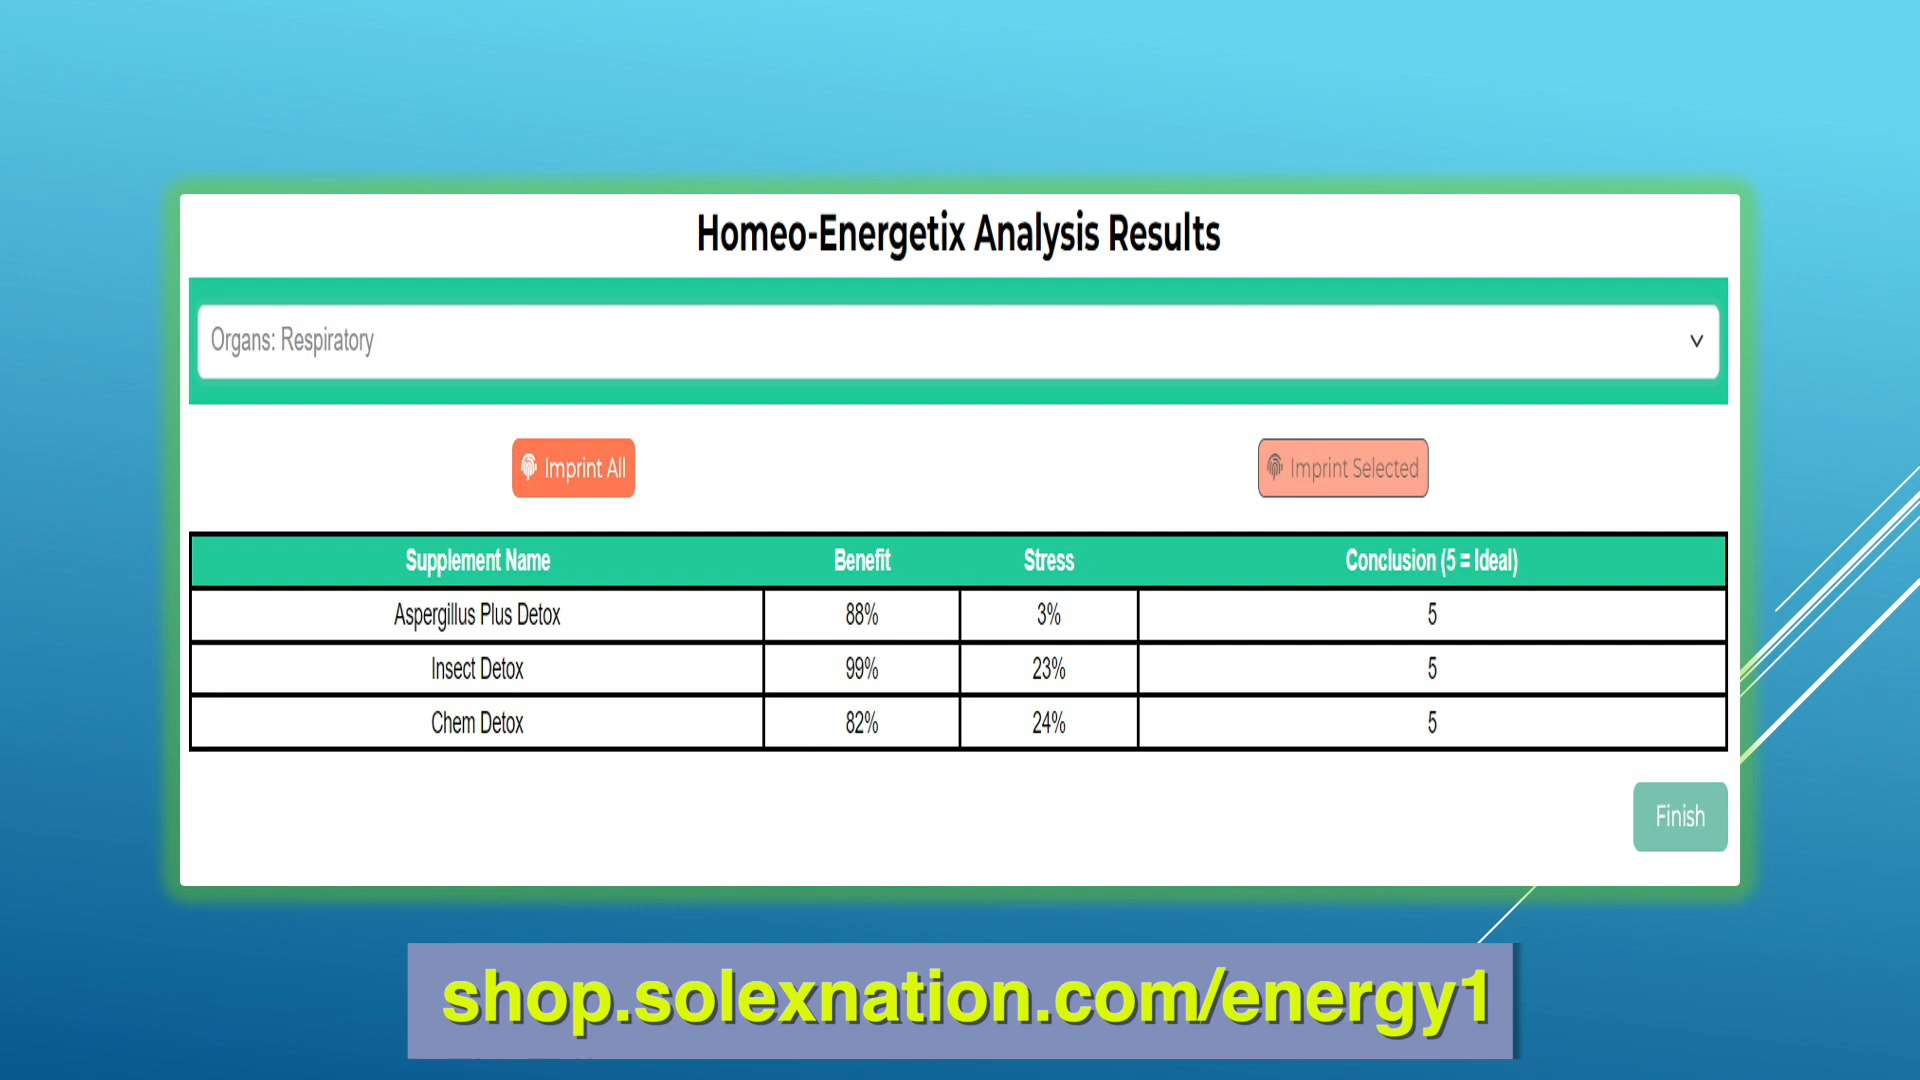 Homeo-Energetix Analysis Results
Organs: Respiratory
Imprint All
Imprint Selected
Supplement Name Benefit Stress Conclusion (5 = Ideal)
Aspergillus Plus Detox 88% 3% 5
Insect Detox 99% 23% 5
Chem Detox 82% 24% 5
Finish
shop.solexnation.com/energy1